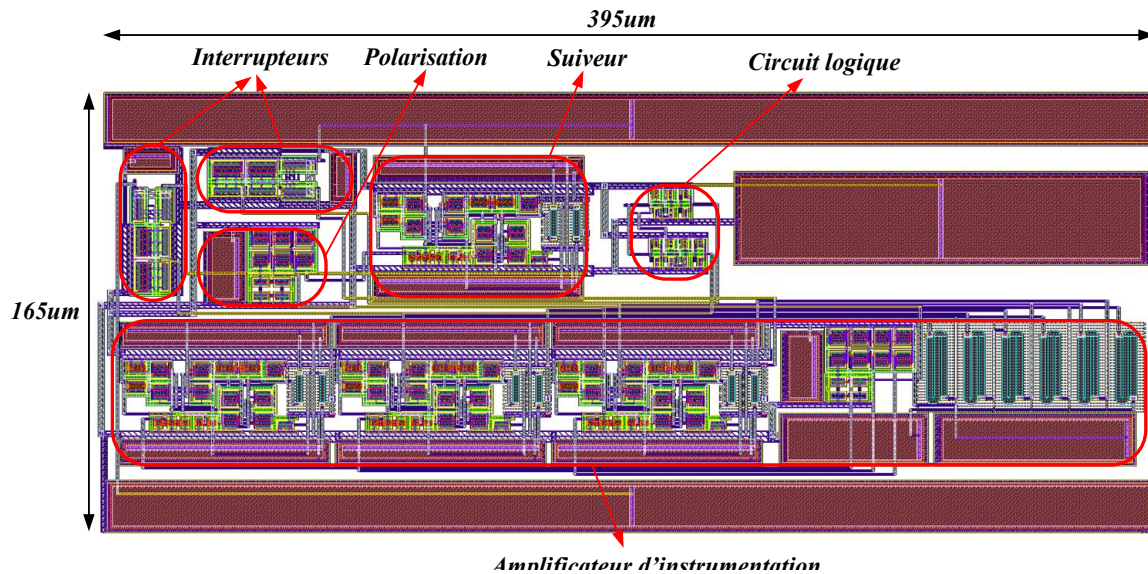 395um
Interrupteurs Polarisation Suiveur Circuit logique
165um
Amplificateur d'instrumentation